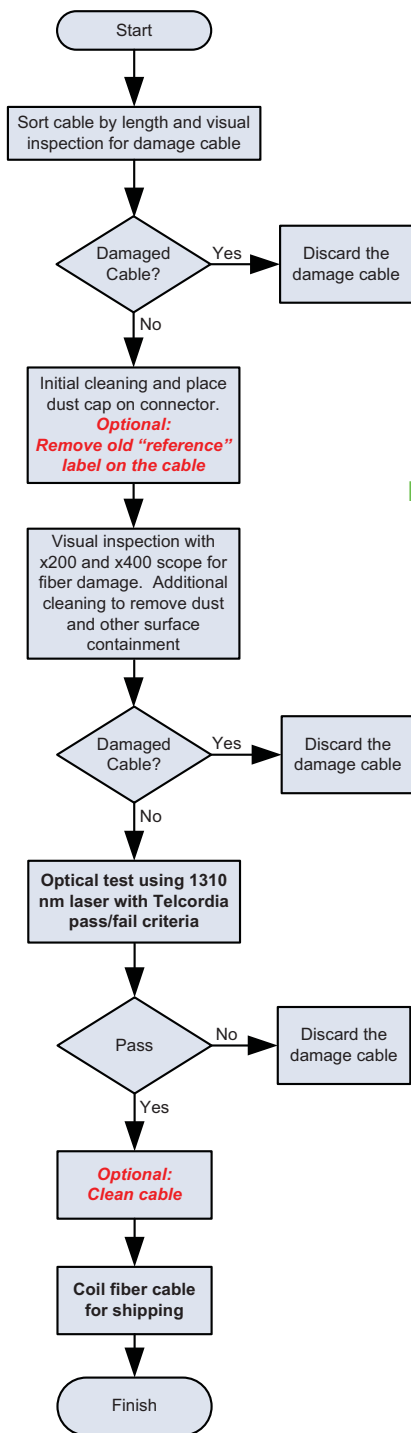 Start
Sort cable by length and visual
inspection for damage cable
Damaged
Cable?
Yes
Discard the
damage cable
No
Initial cleaning and place
dust cap on connector.
Optional:
Remove old “reference”
label on the cable
Visual inspection with
x200 and x400 scope for
fiber damage. Additional
cleaning to remove dust
and other surface
containment
Damaged
Cable?
Yes
Discard the
damage cable
No
Optical test using 1310
nm laser with Telcordia
pass/fail criteria
Pass
No
Discard the
damage cable
Yes
Optional:
Clean cable
Coil fiber cable
for shipping
Finish